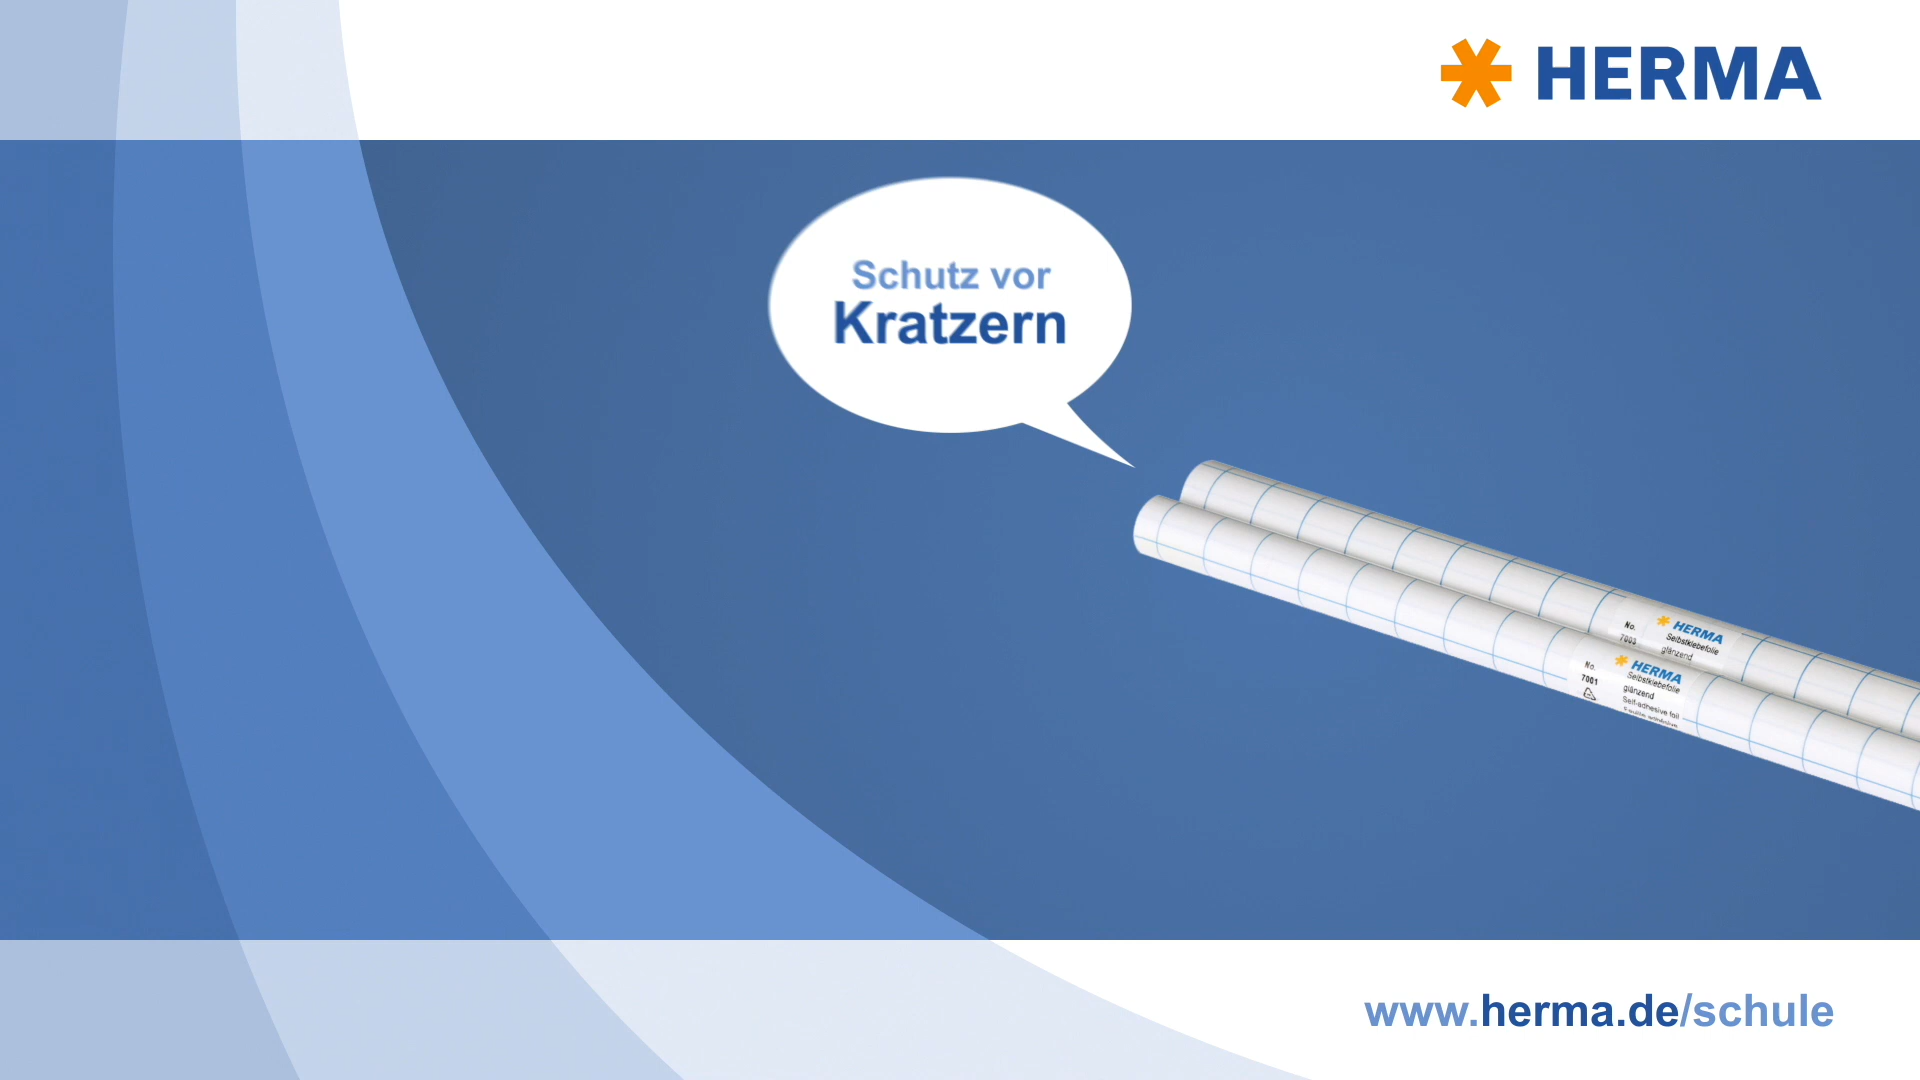 HERMA
Schutz vor
Kratzern
No.
7003
HERMA
Selbstklebefolie
glänzend
No.
7001
HERMA
Selbstklebefolie
glänzend
Self-adhesive foil
www.herma.de/schule